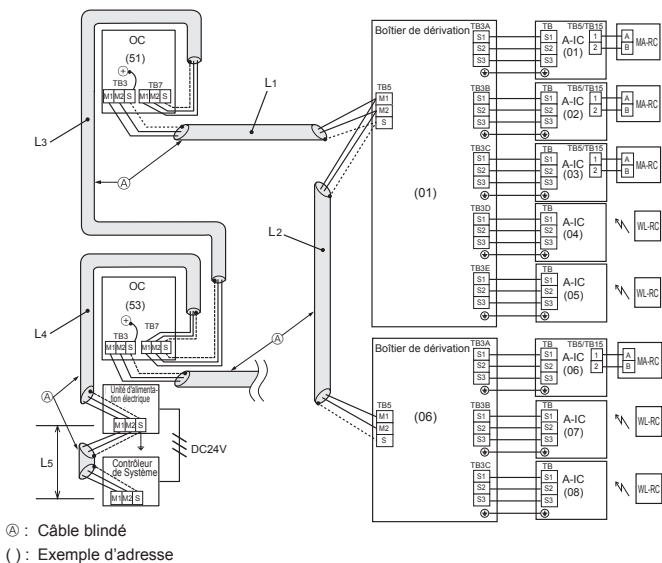 OC
(51)
TB3
TB7
M1 M2 S
M1 M2 S
L1
L3
Ⓐ
L2
OC
(53)
TB3
TB7
M1 M2 S
M1 M2 S
L4
Ⓐ
Ⓐ
Unité d'alimenta-
tion électrique
M1 M2 S
L5
DC24V
Contrôleur
de Système
M1 M2 S
Boîtier de dérivation
(01)
TB5
M1
M2
S
TB3A
S1
S2
S3
TB
S1
S2
S3
A-IC
(01)
TB5/TB15
1
2
A
B
MA-RC
TB3B
S1
S2
S3
TB
S1
S2
S3
A-IC
(02)
TB5/TB15
1
2
A
B
MA-RC
TB3C
S1
S2
S3
TB
S1
S2
S3
A-IC
(03)
TB5/TB15
1
2
A
B
MA-RC
TB3D
S1
S2
S3
TB
S1
S2
S3
A-IC
(04)
WL-RC
TB3E
S1
S2
S3
TB
S1
S2
S3
A-IC
(05)
WL-RC
Boîtier de dérivation
(06)
TB5
M1
M2
S
TB3A
S1
S2
S3
TB
S1
S2
S3
A-IC
(06)
TB5/TB15
1
2
A
B
MA-RC
TB3B
S1
S2
S3
TB
S1
S2
S3
A-IC
(07)
WL-RC
TB3C
S1
S2
S3
TB
S1
S2
S3
A-IC
(08)
WL-RC
Ⓐ : Câble blindé
( ) : Exemple d'adresse